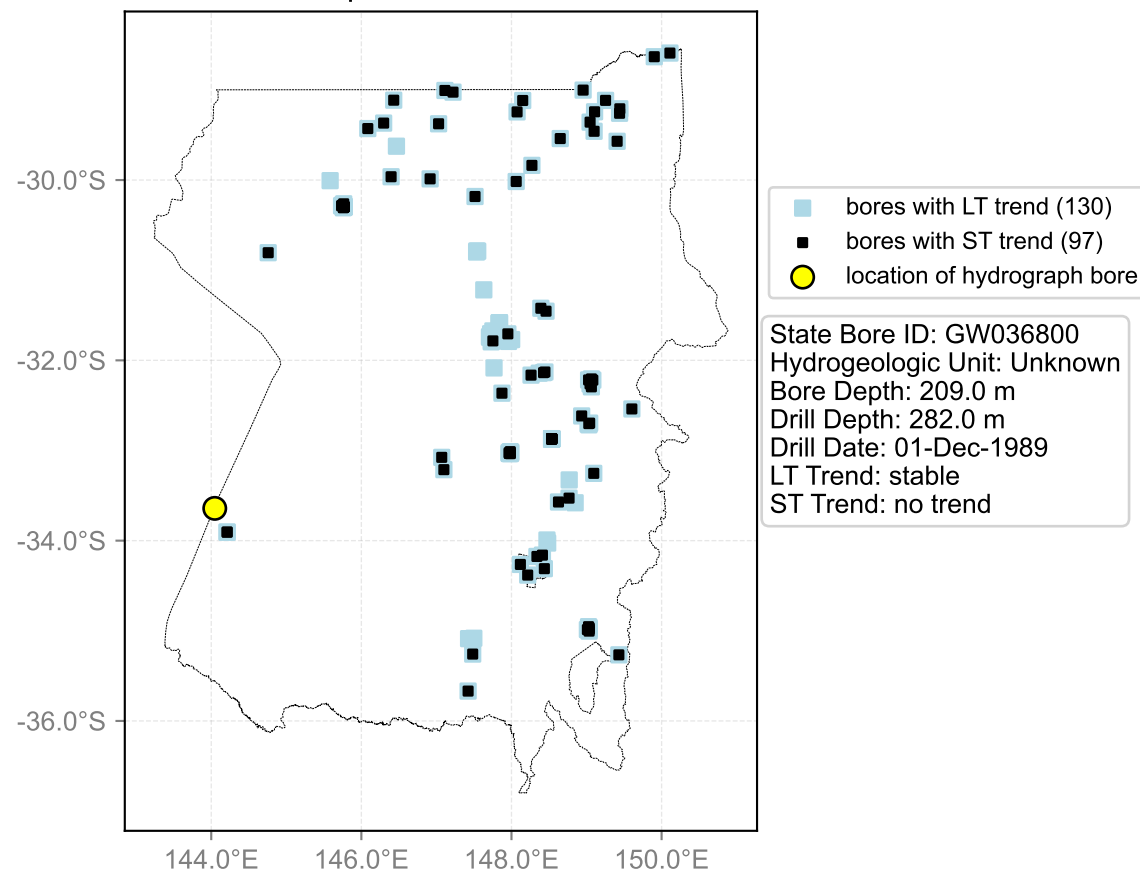 -30.0°S
-32.0°S
-34.0°S
-36.0°S
144.0°E
146.0°E
148.0°E
150.0°E
bores with LT trend (130)
bores with ST trend (97)
location of hydrograph bore
State Bore ID: GW036800
Hydrogeologic Unit: Unknown
Bore Depth: 209.0 m
Drill Depth: 282.0 m
Drill Date: 01-Dec-1989
LT Trend: stable
ST Trend: no trend